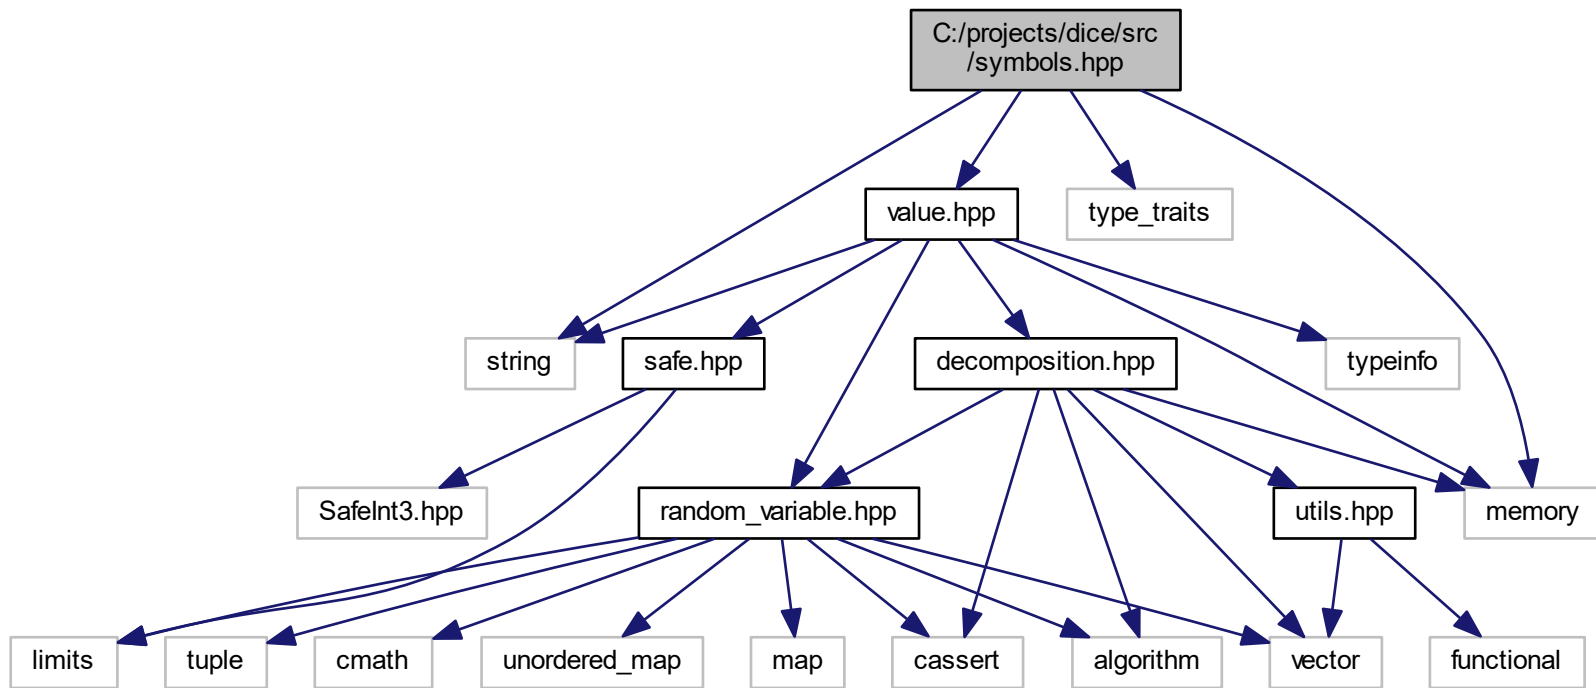 C:/projects/dice/src
/symbols.hpp
value.hpp
type_traits
string
safe.hpp
decomposition.hpp
typeinfo
SafeInt3.hpp
random_variable.hpp
utils.hpp
memory
limits
tuple
cmath
unordered_map
map
cassert
algorithm
vector
functional